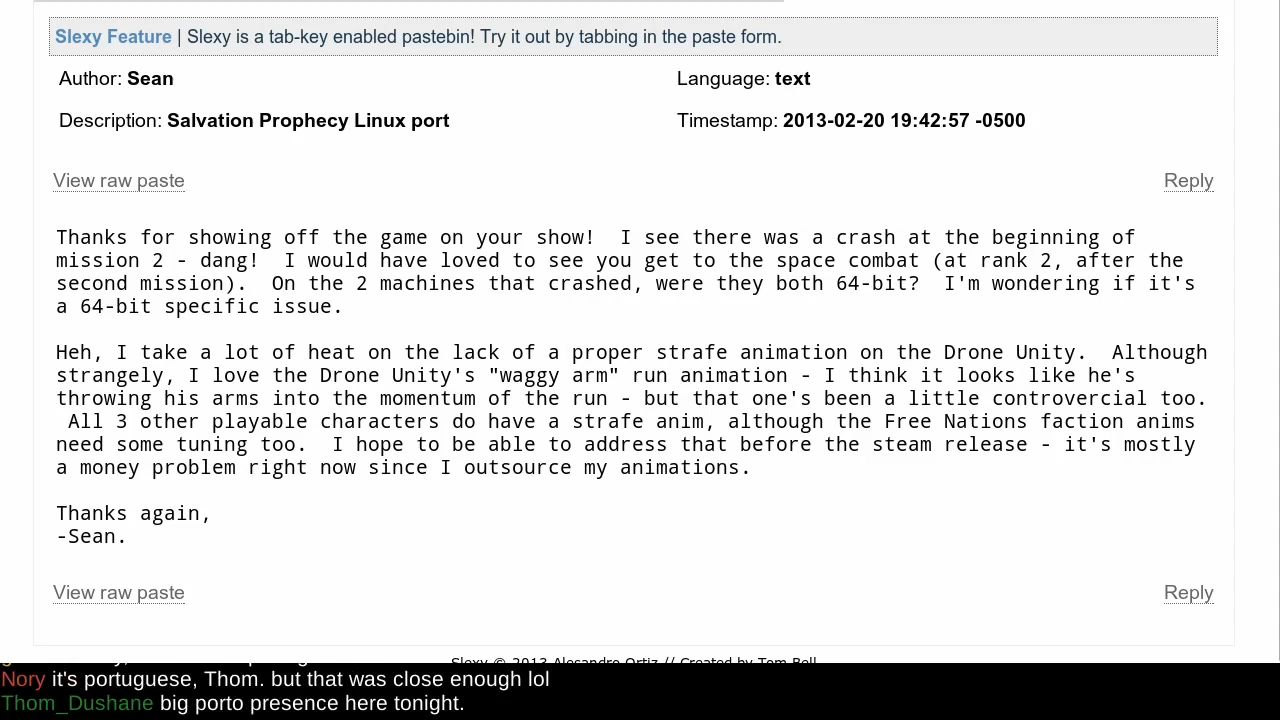 Slexy Feature | Slexy is a tab-key enabled pastebin! Try it out by tabbing in the paste form.
Author: Sean
Language: text
Description: Salvation Prophecy Linux port
Timestamp: 2013-02-20 19:42:57 -0500
View raw paste
Reply
Thanks for showing off the game on your show!  I see there was a crash at the beginning of
mission 2 - dang!  I would have loved to see you get to the space combat (at rank 2, after the
second mission).  On the 2 machines that crashed, were they both 64-bit?  I'm wondering if it's
a 64-bit specific issue.
Heh, I take a lot of heat on the lack of a proper strafe animation on the Drone Unity.  Although
strangely, I love the Drone Unity's "waggy arm" run animation - I think it looks like he's
throwing his arms into the momentum of the run - but that one's been a little controvercial too.
All 3 other playable characters do have a strafe anim, although the Free Nations faction anims
need some tuning too.  I hope to be able to address that before the steam release - it's mostly
a money problem right now since I outsource my animations.
Thanks again,
-Sean.
View raw paste
Reply
Slexy © 2013 Alesandro Ortiz // Created by Tom Bell
Nory it's portuguese, Thom. but that was close enough lol
Thom_Dushane big porto presence here tonight.